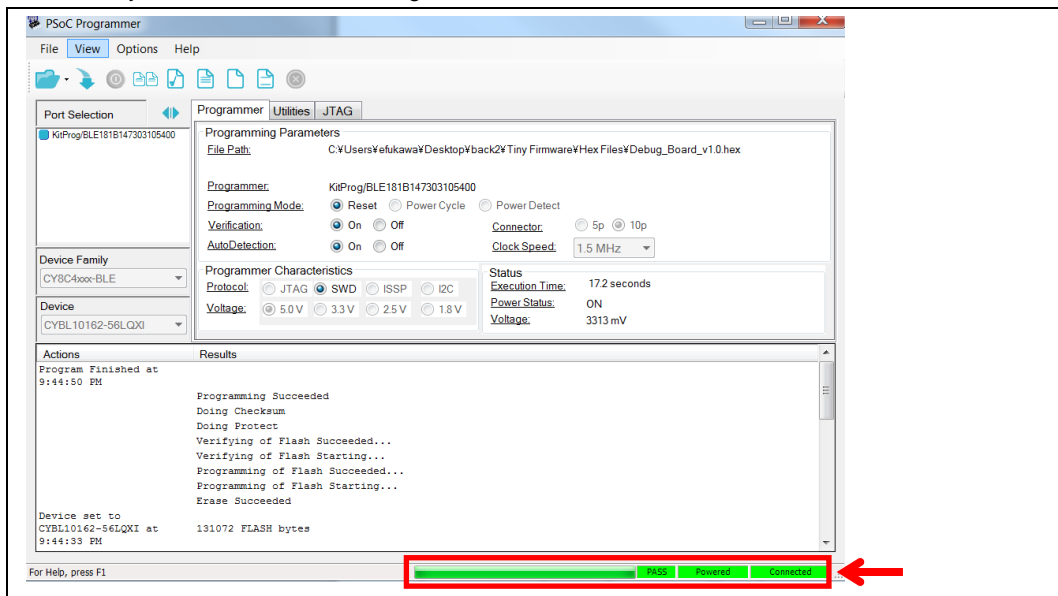 PSoC Programmer
File View Options Help
Port Selection
KitProg/BLE181B147303105400
Device Family
CY8C4xxx-BLE
Device
CYBL10162-56LQXI
Programmer Utilities JTAG
Programming Parameters
File Path: C:¥Users¥efukawa¥Desktop¥back2¥Tiny Firmware¥Hex Files¥Debug_Board_v1.0.hex
Programmer: KitProg/BLE181B147303105400
Programming Mode: Reset Power Cycle Power Detect
Verification: On Off Connector: 5p 10p
AutoDetection: On Off Clock Speed: 1.5 MHz
Programmer Characteristics
Protocol: JTAG SWD ISSP I2C
Voltage: 5.0 V 3.3 V 2.5 V 1.8 V
Status
Execution Time: 17.2 seconds
Power Status: ON
Voltage: 3313 mV
Actions Results
Program Finished at
9:44:50 PM
Programming Succeeded
Doing Checksum
Doing Protect
Verifying of Flash Succeeded...
Verifying of Flash Starting...
Programming of Flash Succeeded...
Programming of Flash Starting...
Erase Succeeded
Device set to
CYBL10162-56LQXI at 131072 FLASH bytes
9:44:33 PM
For Help, press F1 PASS Powered Connected